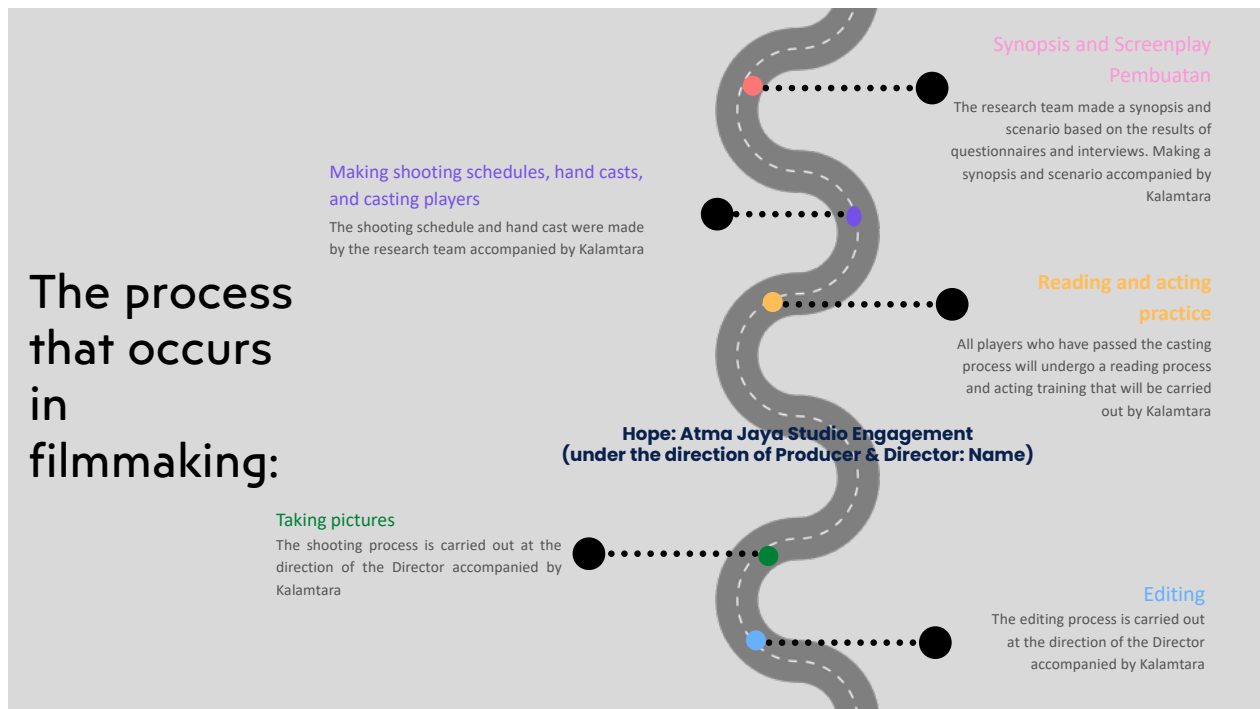 The process
that occurs
in
filmmaking:
Synopsis and Screenplay
Pembuatan
The research team made a synopsis and
scenario based on the results of
questionnaires and interviews. Making a
synopsis and scenario accompanied by
Kalamtara
Making shooting schedules, hand casts,
and casting players
The shooting schedule and hand cast were made
by the research team accompanied by Kalamtara
Reading and acting
practice
All players who have passed the casting
process will undergo a reading process
and acting training that will be carried
out by Kalamtara
Hope: Atma Jaya Studio Engagement
(under the direction of Producer & Director: Name)
Taking pictures
The shooting process is carried out at the
direction of the Director accompanied by
Kalamtara
Editing
The editing process is carried out
at the direction of the Director
accompanied by Kalamtara